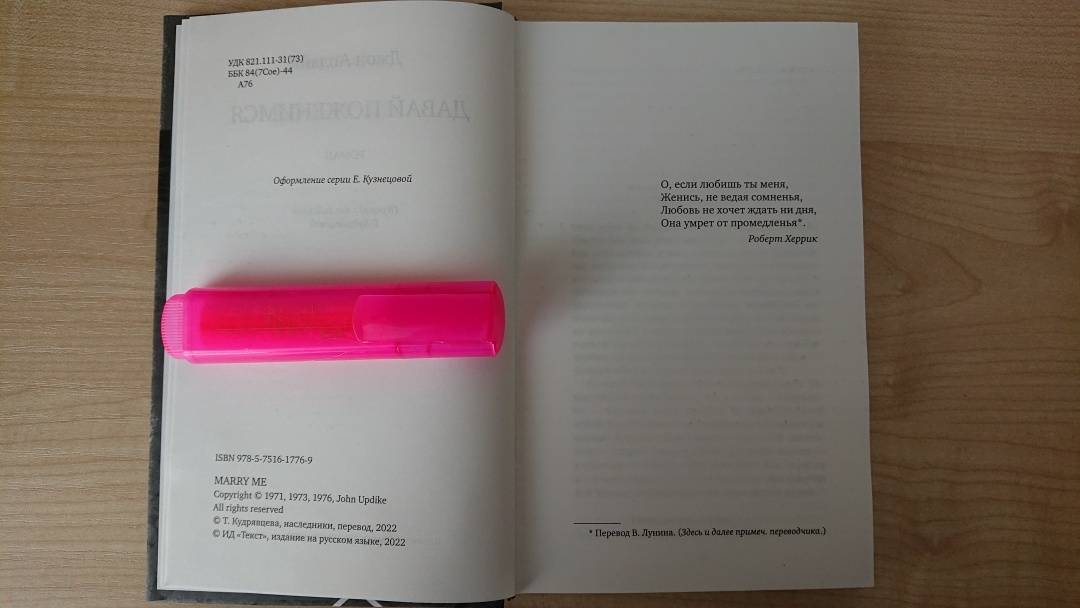 УДК 821.111-31(73)
ББК 84(7Сое)-44
А76
ДАВАЙ ПОЖЕНИМСЯ
Оформление серии Е. Кузнецовой
ISBN 978-5-7516-1776-9
MARRY ME
Copyright © 1971, 1973, 1976, John Updike
All rights reserved
© Т. Кудрявцева, наследники, перевод, 2022
© ИД «Текст», издание на русском языке, 2022
О, если любишь ты меня,
Женись, не ведая сомненья,
Любовь не хочет ждать ни дня,
Она умрет от промедленья*.
Роберт Херрик
* Перевод В. Лунина. (Здесь и далее примеч. переводчика.)